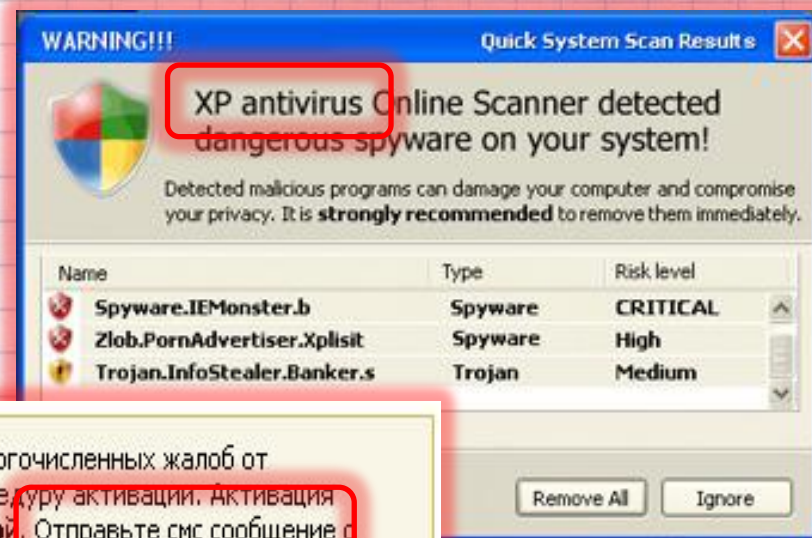 WARNING!!!
Quick System Scan Results
XP antivirus Online Scanner detected
dangerous spyware on your system!
Detected malicious programs can damage your computer and compromise
your privacy. It is strongly recommended to remove them immediately.
Name Type Risk level
Spyware.IEMonster.b Spyware CRITICAL
Zlob.PornAdvertiser.Xplisit Spyware High
Trojan.InfoStealer.Banker.s Trojan Medium
Remove All Ignore
жалоб от
активации. Активация
Отправьте смс сообщение с